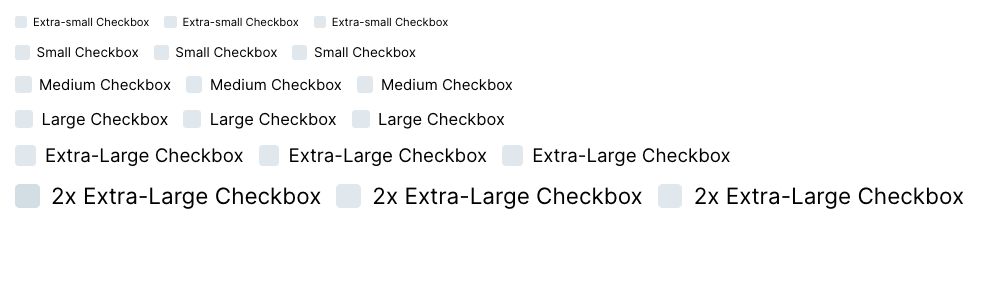 Extra-small Checkbox Extra-small Checkbox Extra-small Checkbox
Small Checkbox Small Checkbox Small Checkbox
Medium Checkbox Medium Checkbox Medium Checkbox
Large Checkbox Large Checkbox Large Checkbox
Extra-Large Checkbox Extra-Large Checkbox Extra-Large Checkbox
2x Extra-Large Checkbox 2x Extra-Large Checkbox 2x Extra-Large Checkbox